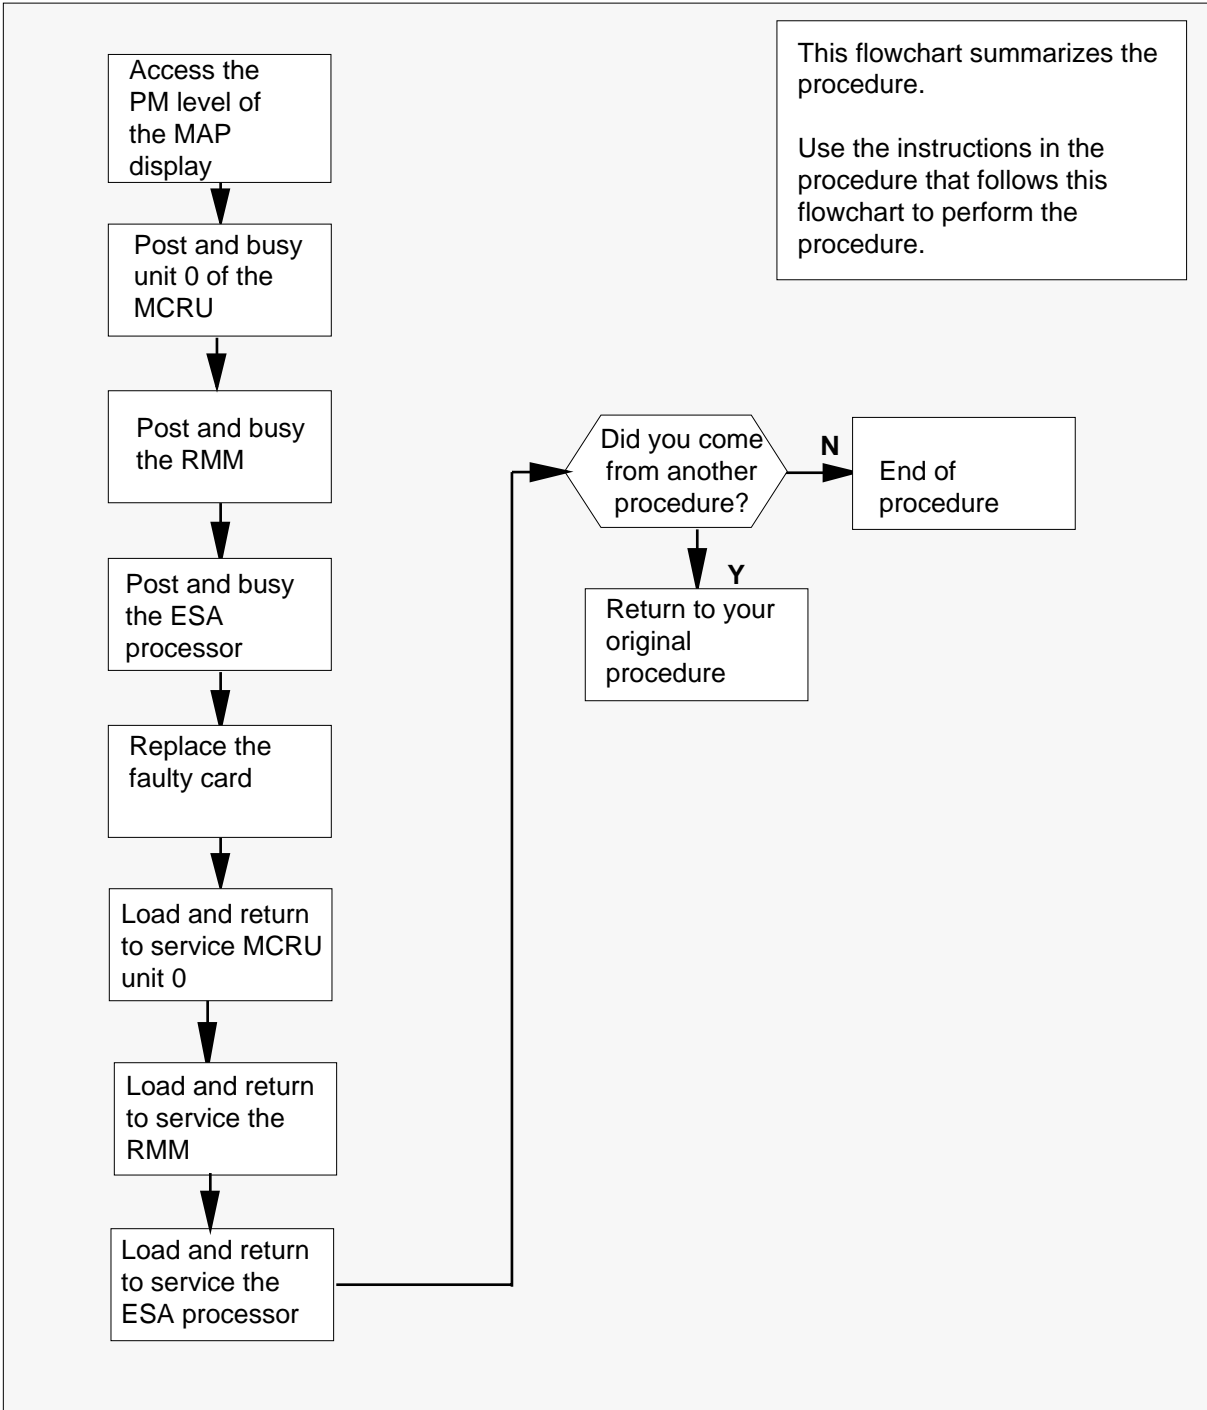 Access the
PM level of
the MAP
display
Post and busy
unit 0 of the
MCRU
Post and busy
the RMM
Post and busy
the ESA
processor
Replace the
faulty card
Load and return
to service MCRU
unit 0
Load and return
to service the
RMM
Load and return
to service the
ESA processor
This flowchart summarizes the
procedure.
Use the instructions in the
procedure that follows this
flowchart to perform the
procedure.
Did you come
from another
procedure?
N
End of
procedure
Y
Return to your
original
procedure